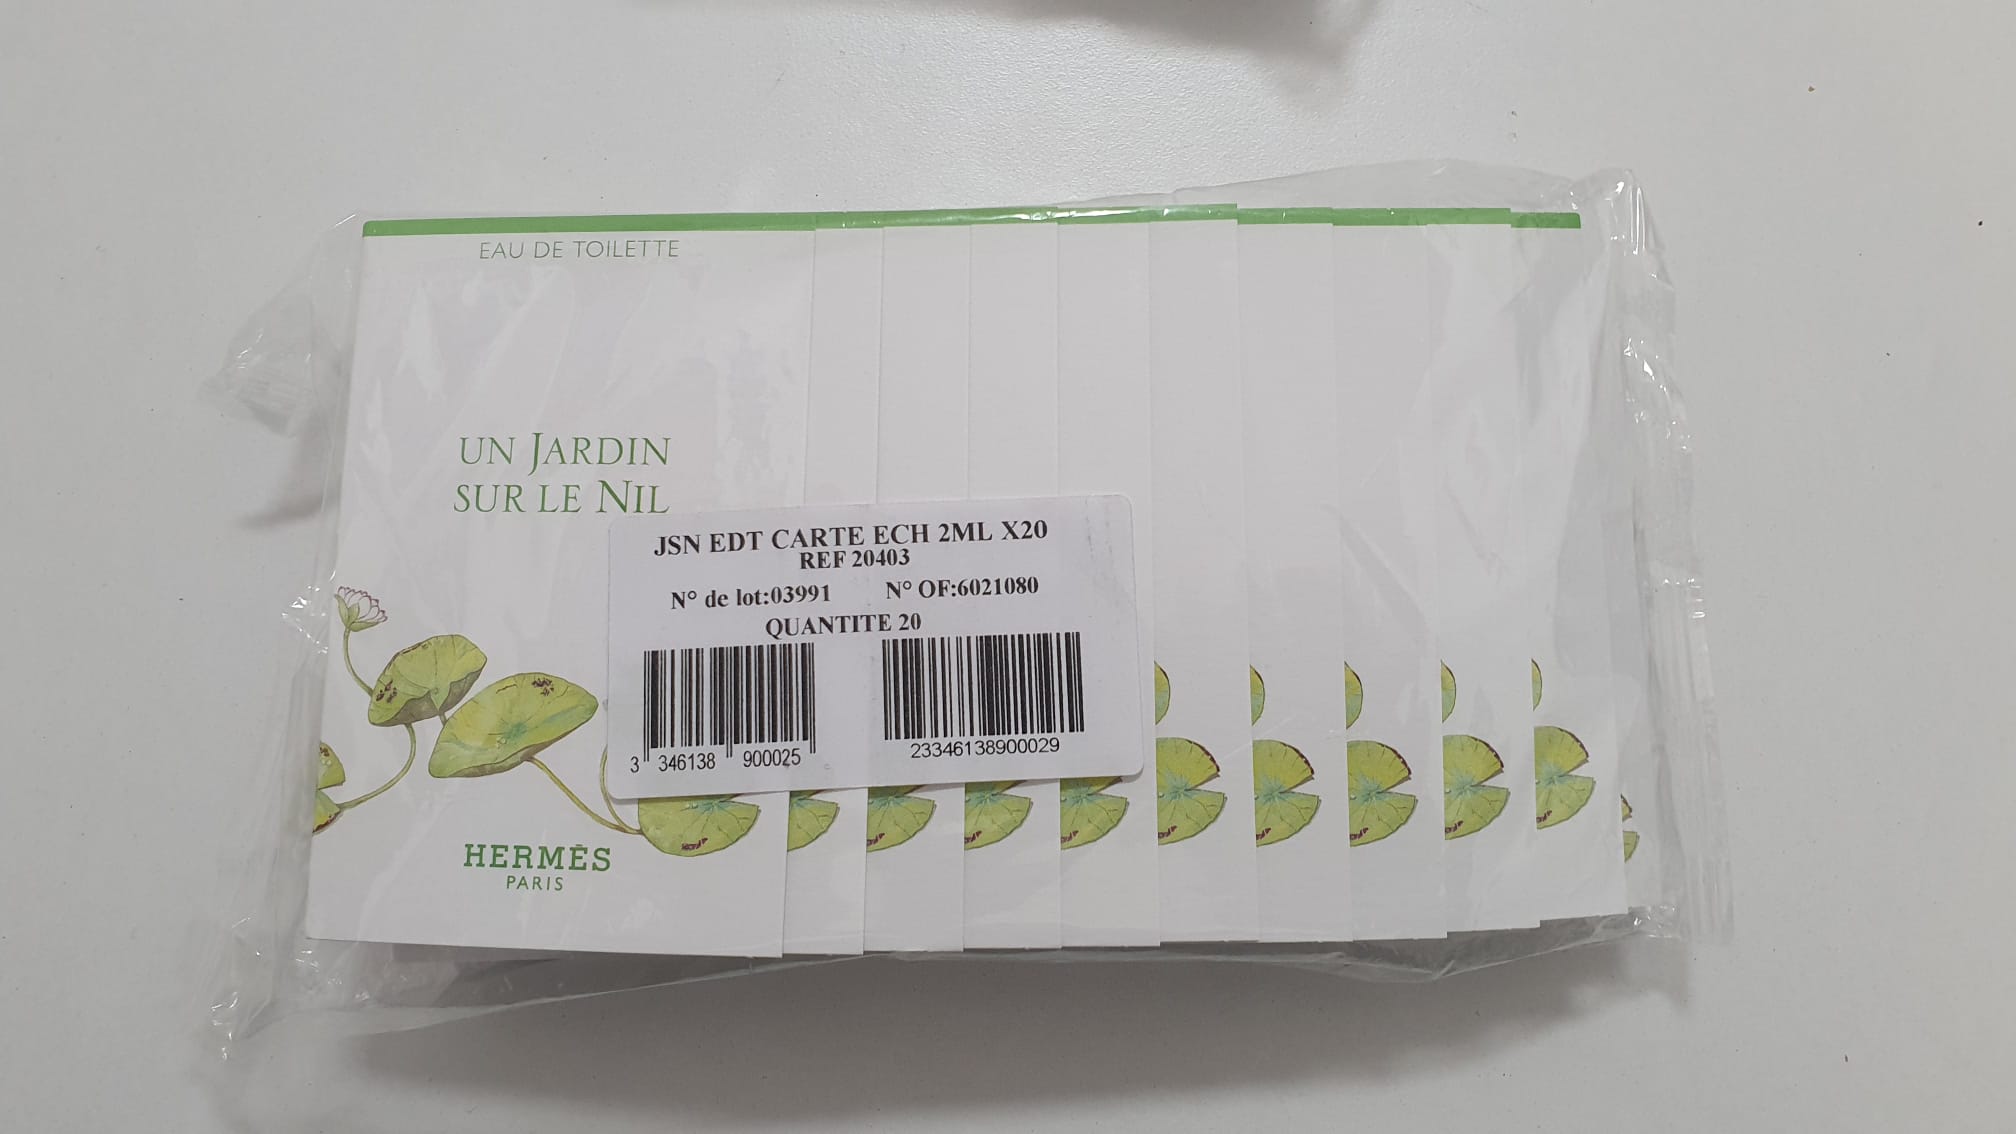 EAU DE TOILETTE
UN JARDIN
SUR LE NIL
JSN EDT CARTE ECH 2ML X20
REF 20403
N° de lot:03991 N° OF:6021080
QUANTITE 20
3 346138 900025
23346138900029
HERMÈS
PARIS